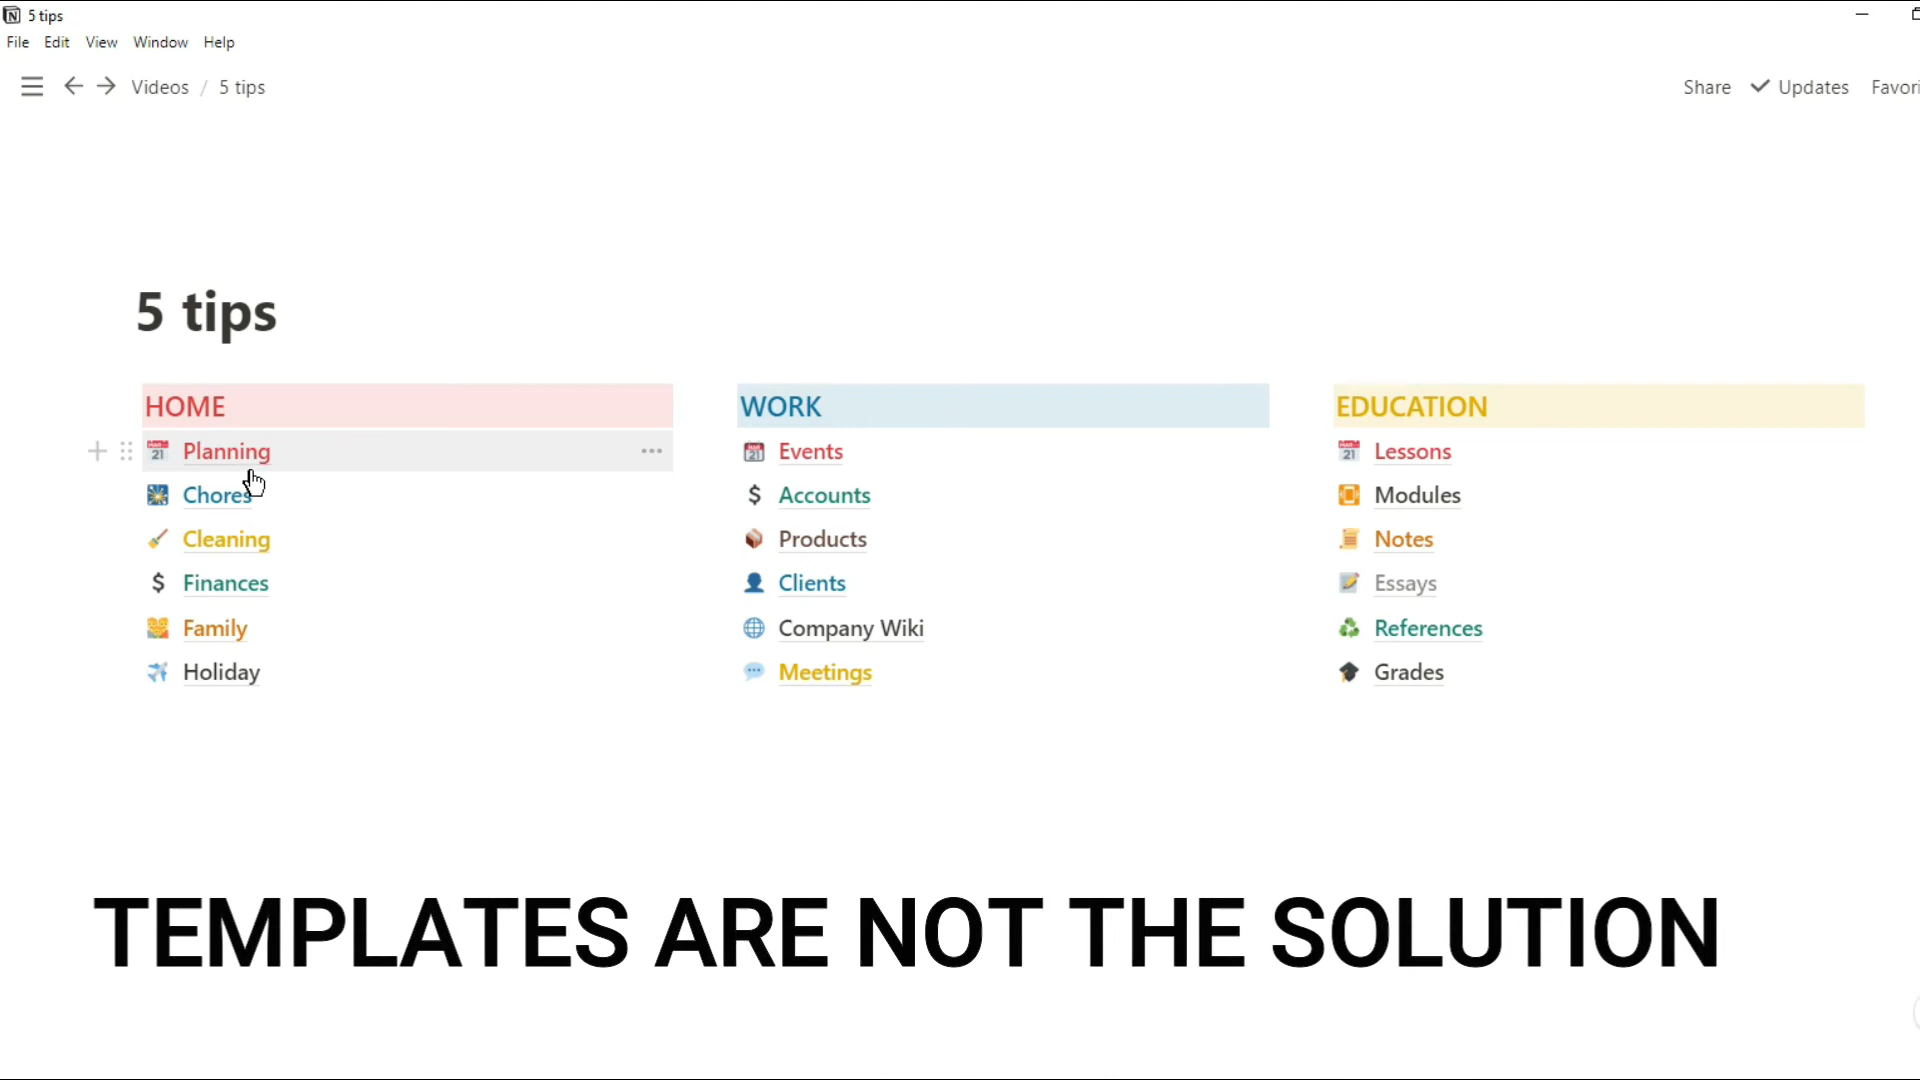 5 tips
File Edit View Window Help
Videos / 5 tips
Share Updates Favori
5 tips
HOME
Planning
Chores
Cleaning
Finances
Family
Holiday
WORK
Events
Accounts
Products
Clients
Company Wiki
Meetings
EDUCATION
Lessons
Modules
Notes
Essays
References
Grades
TEMPLATES ARE NOT THE SOLUTION